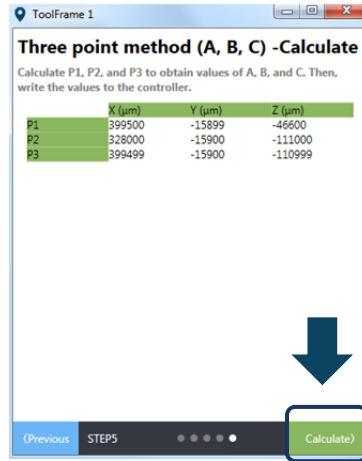 ToolFrame 1
Three point method (A, B, C) -Calculate
Calculate P1, P2, and P3 to obtain values of A, B, and C. Then,
write the values to the controller.
X (μm) Y (μm) Z (μm)
P1 399500 -15899 -46600
P2 328000 -15900 -111000
P3 399499 -15900 -110999
⟨Previous STEP5 Calculate⟩